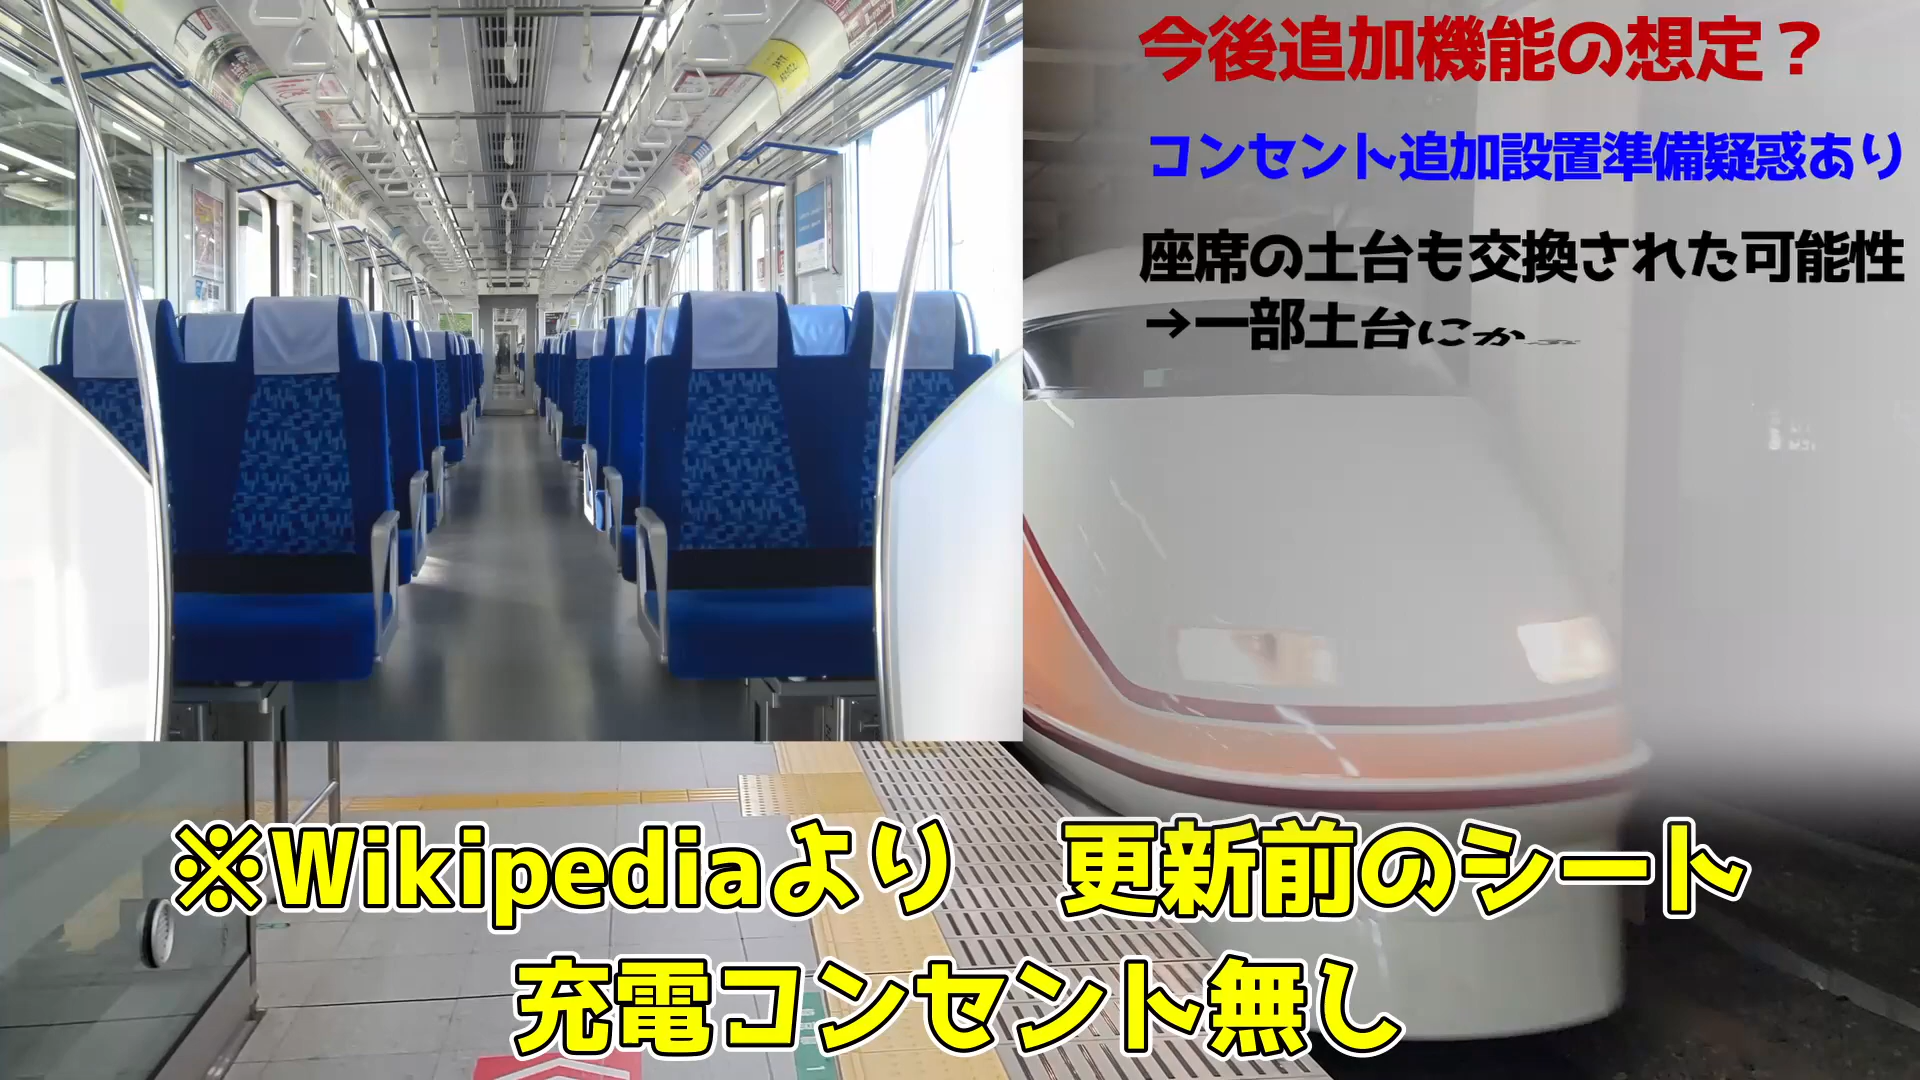 今後追加機能の想定？
コンセント追加設置準備疑惑あり
座席の土台も交換された可能性
→一部土台にか
※Wikipediaより　更新前のシート
充電コンセント無し